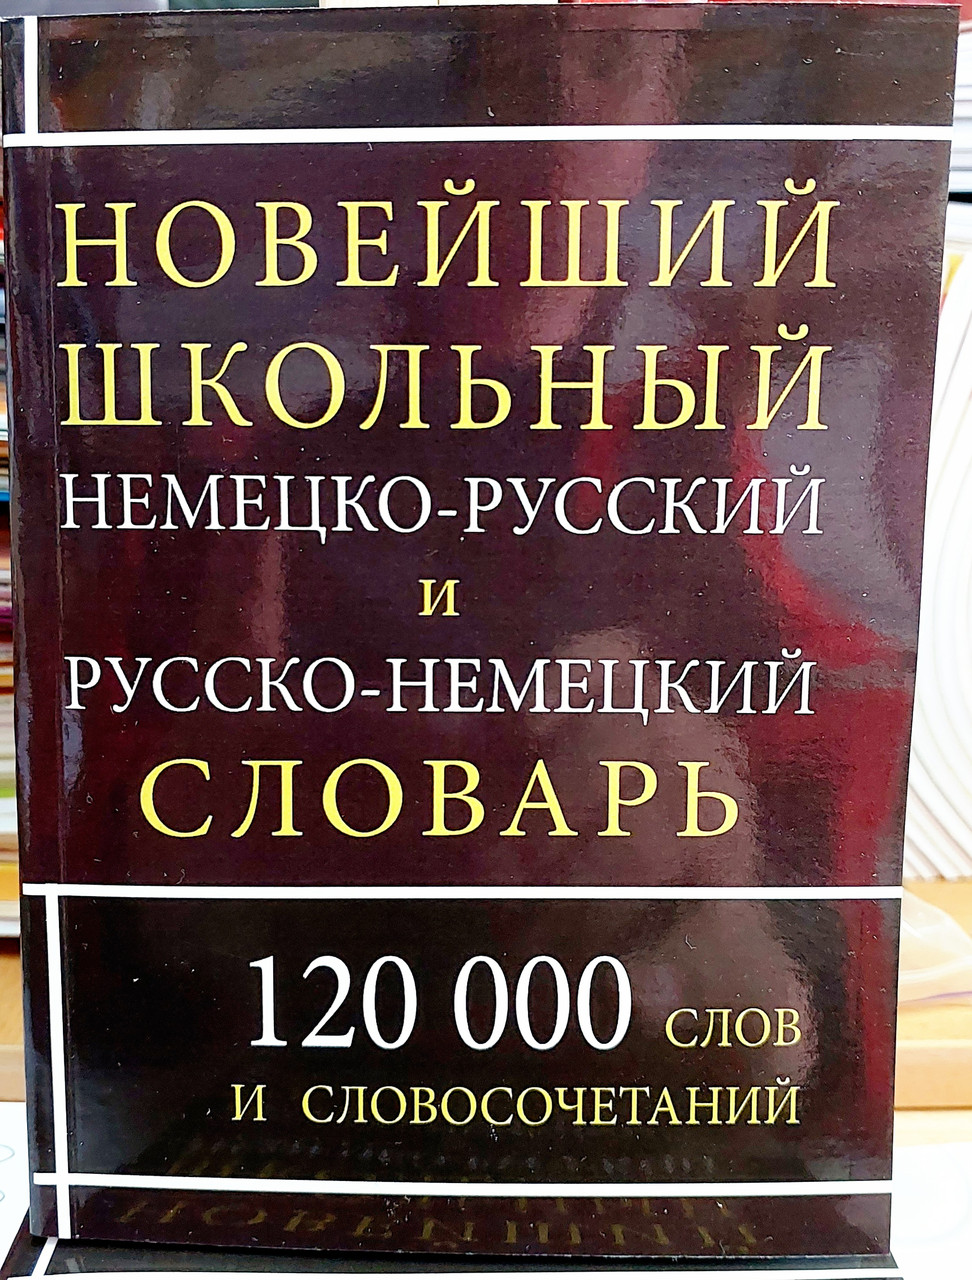 НОВЕЙШИЙ
ШКОЛЬНЫЙ
НЕМЕЦКО-РУССКИЙ
и
РУССКО-НЕМЕЦКИЙ
СЛОВАРЬ
120 000 СЛОВ
И СЛОВОСОЧЕТАНИЙ